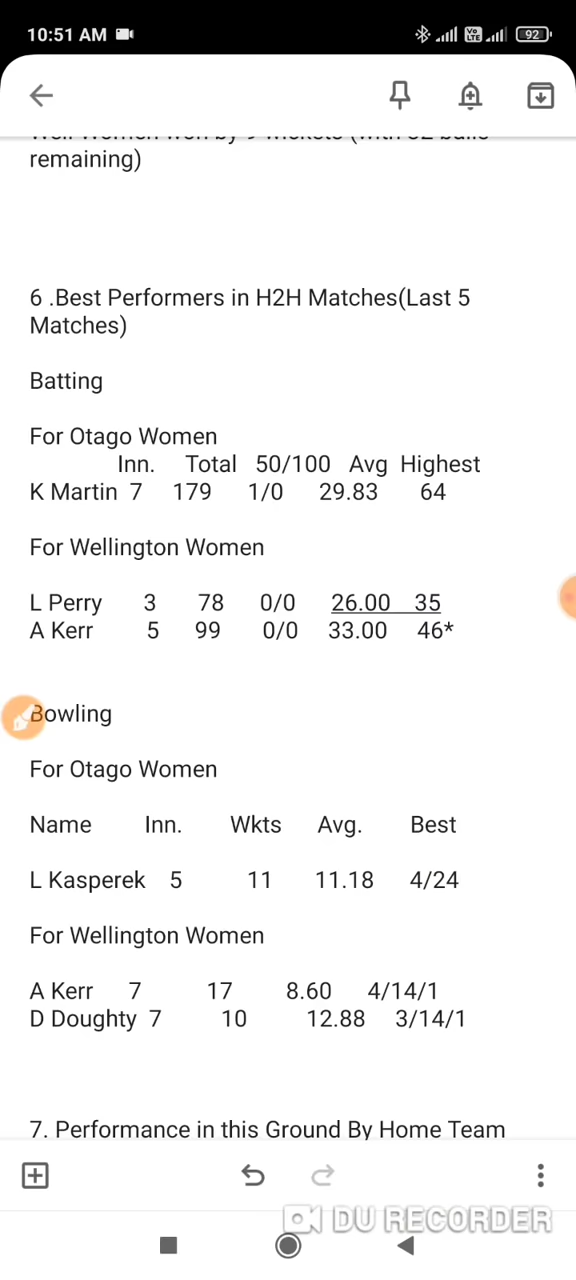 10:51 AM
Vo LTE
92
remaining)
6 .Best Performers in H2H Matches(Last 5
Matches)
Batting
For Otago Women
Inn. Total 50/100 Avg Highest
K Martin 7 179 1/0 29.83 64
For Wellington Women
L Perry 3 78 0/0 26.00 35
A Kerr 5 99 0/0 33.00 46*
Bowling
For Otago Women
Name Inn. Wkts Avg. Best
L Kasperek 5 11 11.18 4/24
For Wellington Women
A Kerr 7 17 8.60 4/14/1
D Doughty 7 10 12.88 3/14/1
7. Performance in this Ground By Home Team
DU RECORDER